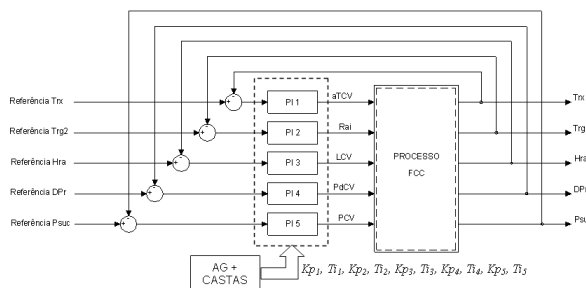 Referência Trx
PI 1
aTCV
Trx
Referência Trg2
PI 2
Rai
Trg
Referência Hra
PI 3
LCV
PROCESSO
FCC
Hra
Referência DPr
PI 4
PdCV
DPr
Referência Psuc
PI 5
PCV
Psuc
AG +
CASTAS
Kp1, Ti1, Kp2, Ti2, Kp3, Ti3, Kp4, Ti4, Kp5, Ti5